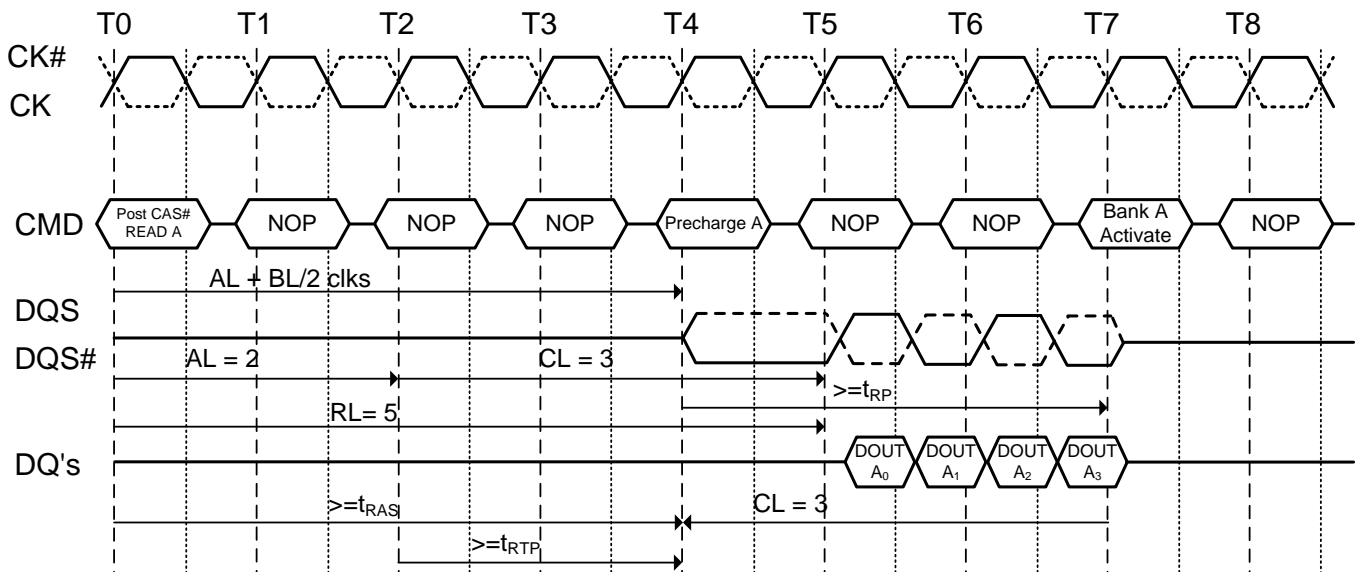 T0 T1 T2 T3 T4 T5 T6 T7 T8
CK#
CK
CMD
Post CAS#
READ A
NOP
NOP
NOP
Precharge A
NOP
NOP
Bank A
Activate
NOP
AL + BL/2 clks
DQS
DQS#
AL = 2
CL = 3
>=tRP
RL= 5
DQ's
DOUT
A0
DOUT
A1
DOUT
A2
DOUT
A3
>=tRAS
CL = 3
>=tRTP